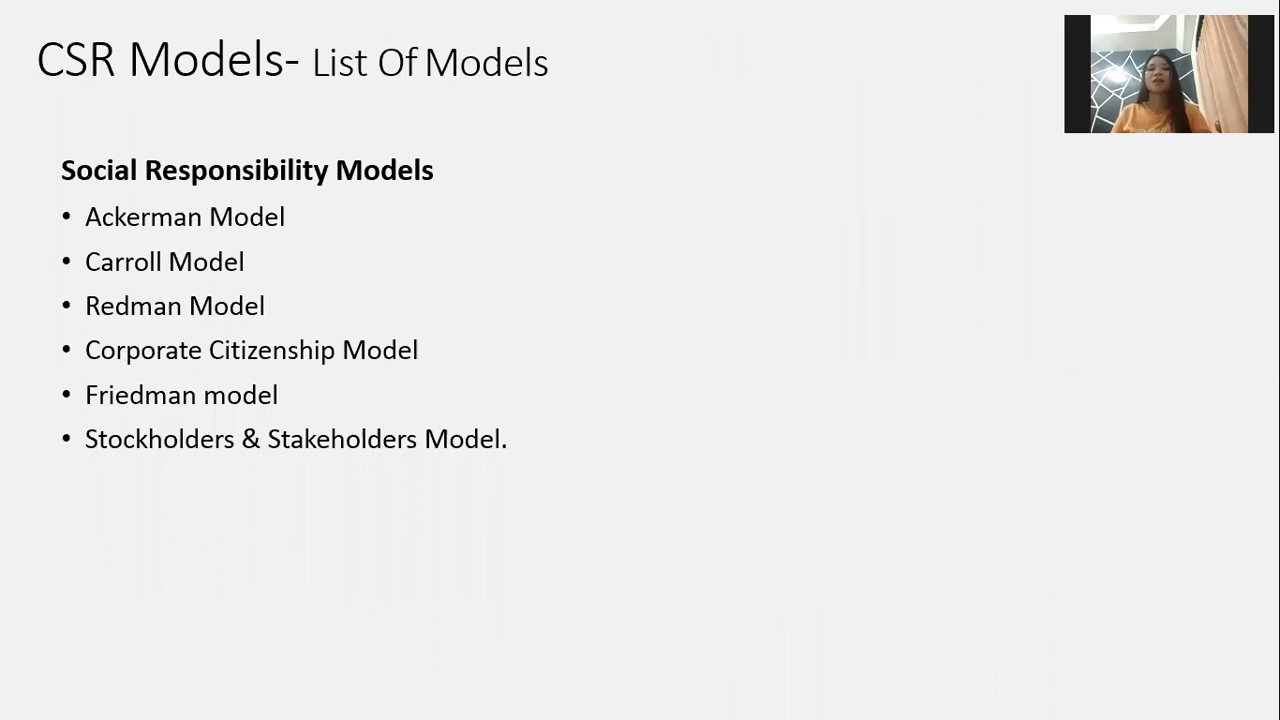 CSR Models- List Of Models
Social Responsibility Models
• Ackerman Model
• Carroll Model
• Redman Model
• Corporate Citizenship Model
• Friedman model
• Stockholders & Stakeholders Model.